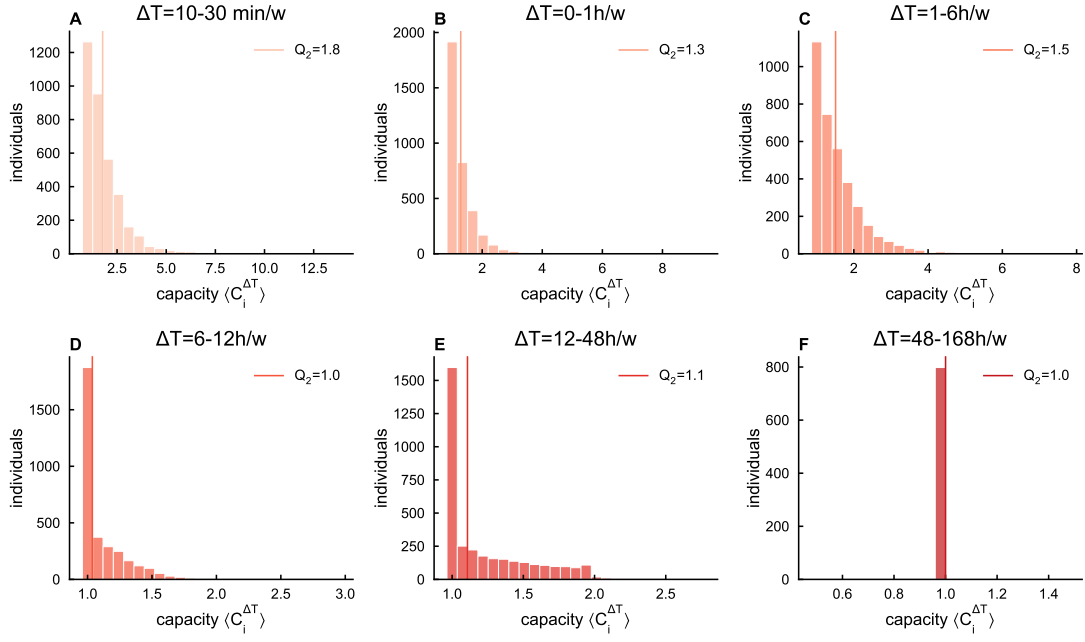 A ΔT=10-30 min/w
Q2=1.8
individuals
1200
1000
800
600
400
200
0
2.5 5.0 7.5 10.0 12.5
capacity ⟨C_i^ΔT⟩
B ΔT=0-1h/w
Q2=1.3
individuals
2000
1500
1000
500
0
2 4 6 8
capacity ⟨C_i^ΔT⟩
C ΔT=1-6h/w
Q2=1.5
individuals
1000
800
600
400
200
0
2 4 6 8
capacity ⟨C_i^ΔT⟩
D ΔT=6-12h/w
Q2=1.0
individuals
1500
1000
500
0
1.0 1.5 2.0 2.5 3.0
capacity ⟨C_i^ΔT⟩
E ΔT=12-48h/w
Q2=1.1
individuals
1500
1250
1000
750
500
250
0
1.0 1.5 2.0 2.5
capacity ⟨C_i^ΔT⟩
F ΔT=48-168h/w
Q2=1.0
individuals
800
600
400
200
0
0.6 0.8 1.0 1.2 1.4
capacity ⟨C_i^ΔT⟩